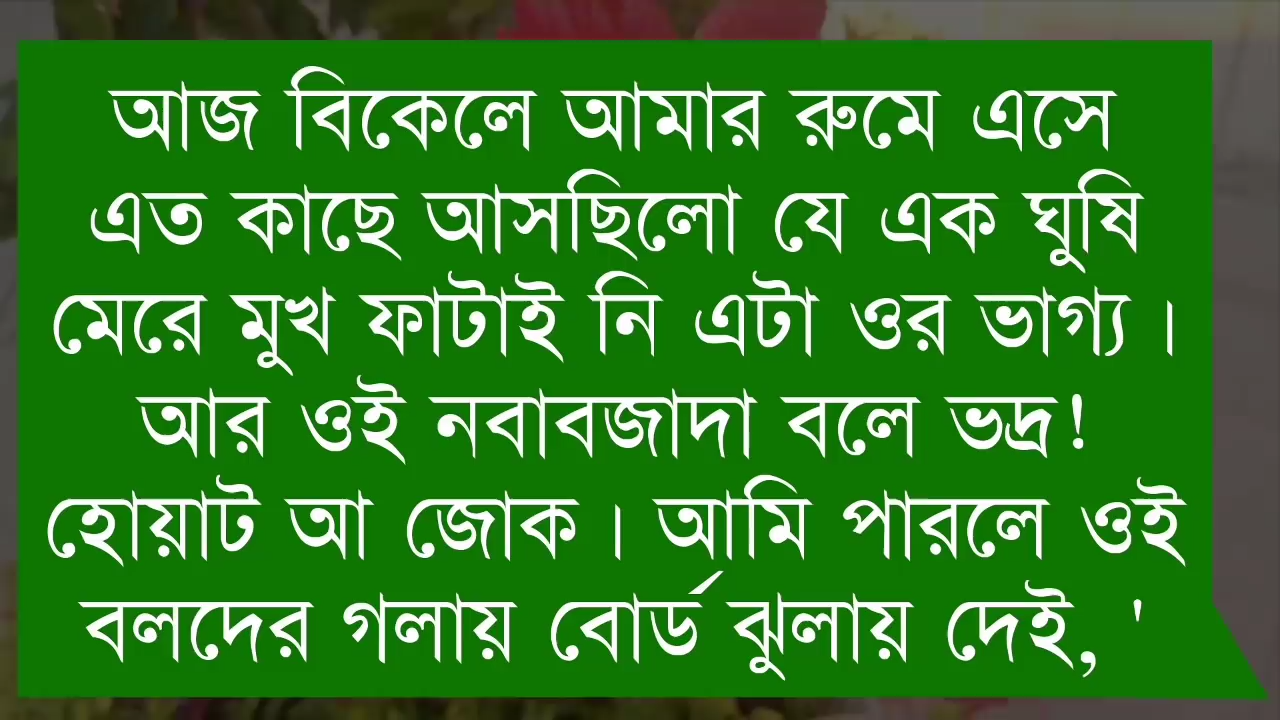 আজ বিকেলে আমার রুমে এসে
এত কাছে আসছিলো যে এক ঘুষি
মেরে মুখ ফাটাই নি এটা ওর ভাগ্য ।
আর ওই নবাবজাদা বলে ভদ্র!
হোয়াট আ জোক । আমি পারলে ওই
বলদের গলায় বোর্ড ঝুলায় দেই, '